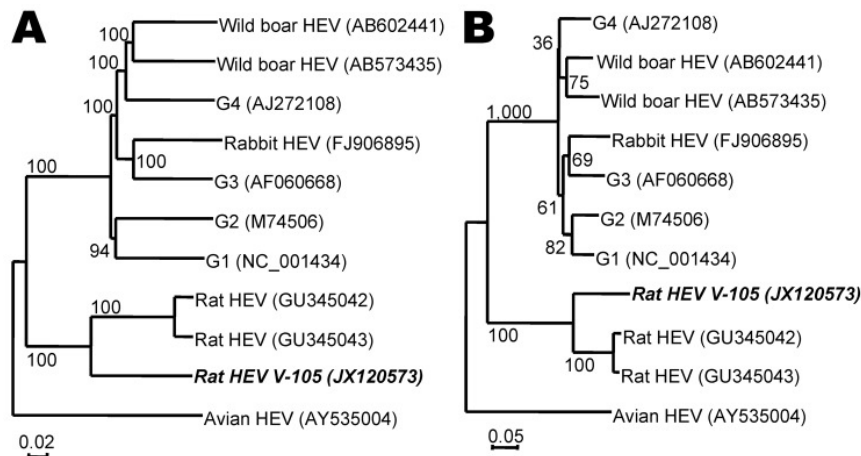 A
Wild boar HEV (AB602441)
100
100
Wild boar HEV (AB573435)
G4 (AJ272108)
100
Rabbit HEV (FJ906895)
100
100
G3 (AF060668)
G2 (M74506)
94
G1 (NC_001434)
Rat HEV (GU345042)
100
Rat HEV (GU345043)
100
Rat HEV V-105 (JX120573)
Avian HEV (AY535004)
0.02
B
G4 (AJ272108)
36
Wild boar HEV (AB602441)
75
Wild boar HEV (AB573435)
1,000
Rabbit HEV (FJ906895)
69
G3 (AF060668)
61
G2 (M74506)
82
G1 (NC_001434)
Rat HEV V-105 (JX120573)
100
Rat HEV (GU345042)
100
Rat HEV (GU345043)
Avian HEV (AY535004)
0.05